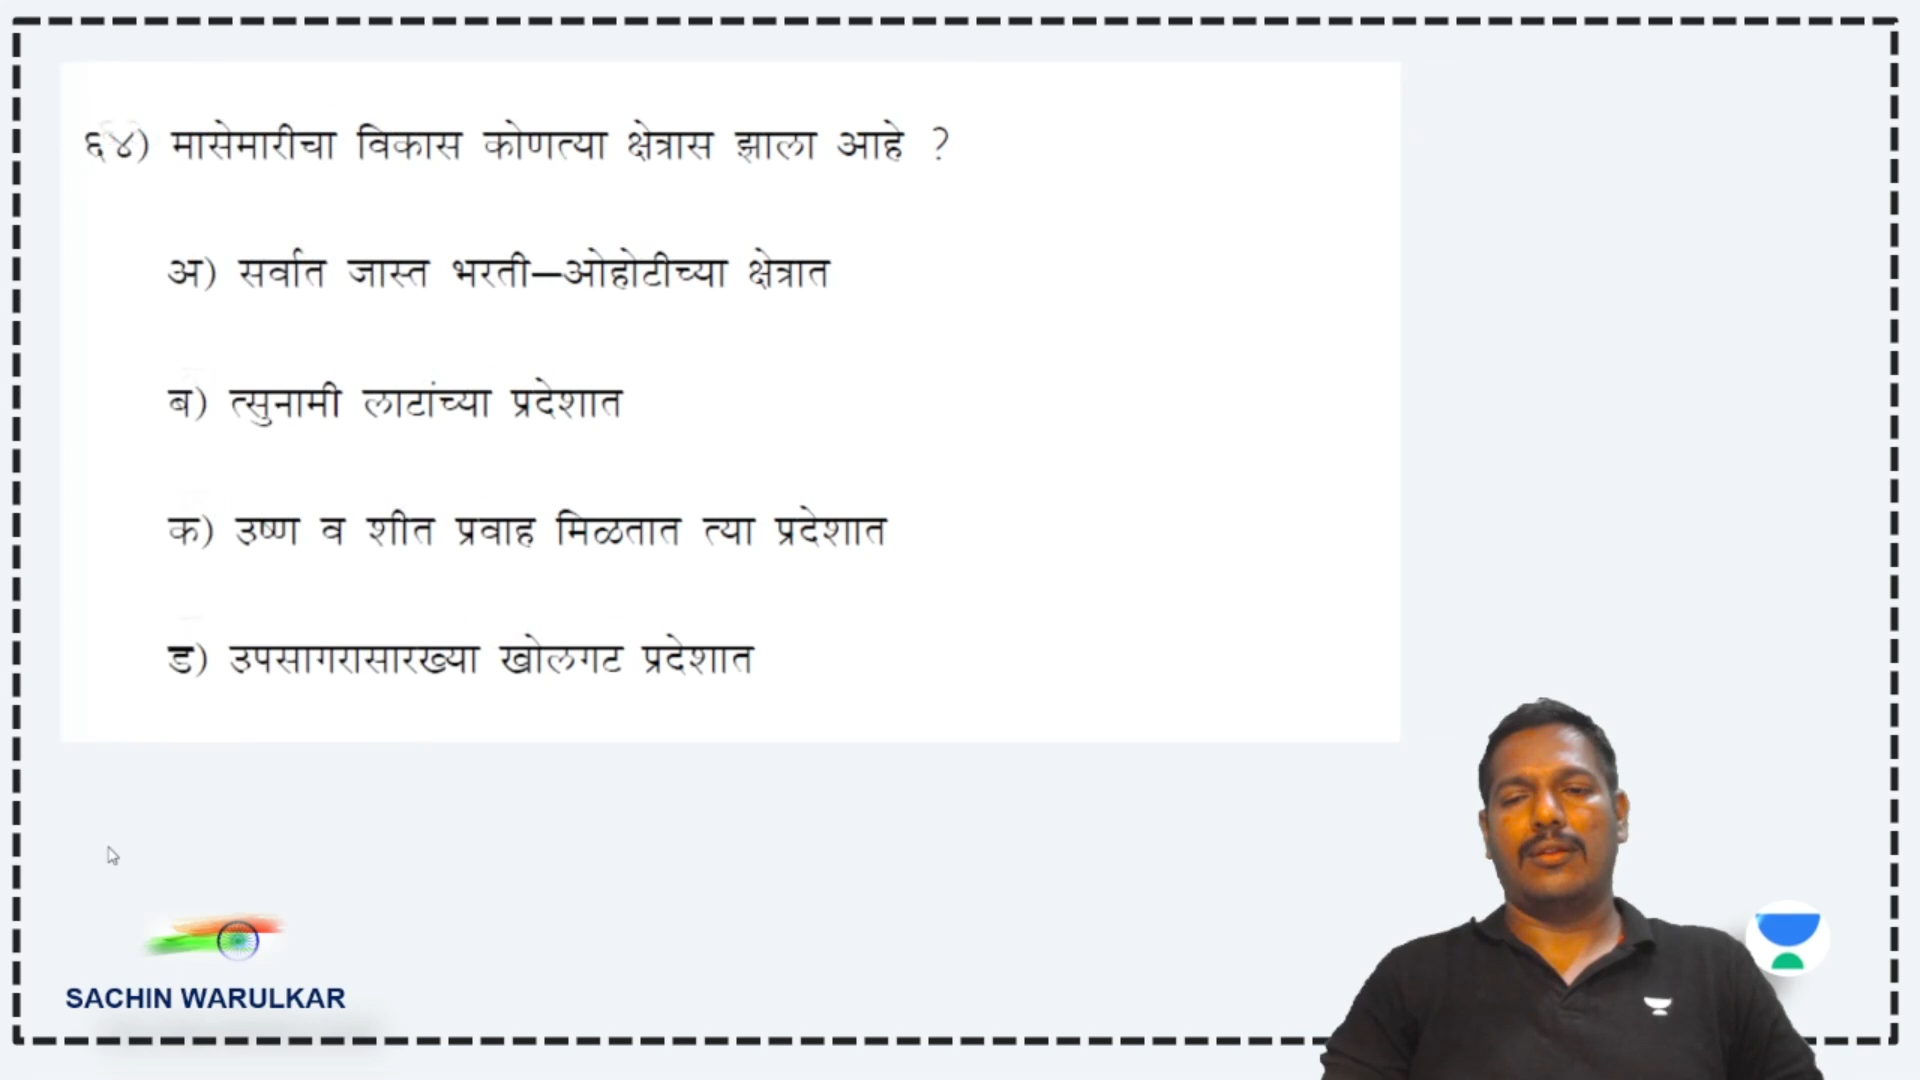 ६४) मासेमारीचा विकास कोणत्या क्षेत्रास झाला आहे ?
अ) सर्वात जास्त भरती—ओहोटीच्या क्षेत्रात
ब) त्सुनामी लाटांच्या प्रदेशात
क) उष्ण व शीत प्रवाह मिळतात त्या प्रदेशात
ड) उपसागरासारख्या खोलगट प्रदेशात
SACHIN WARULKAR